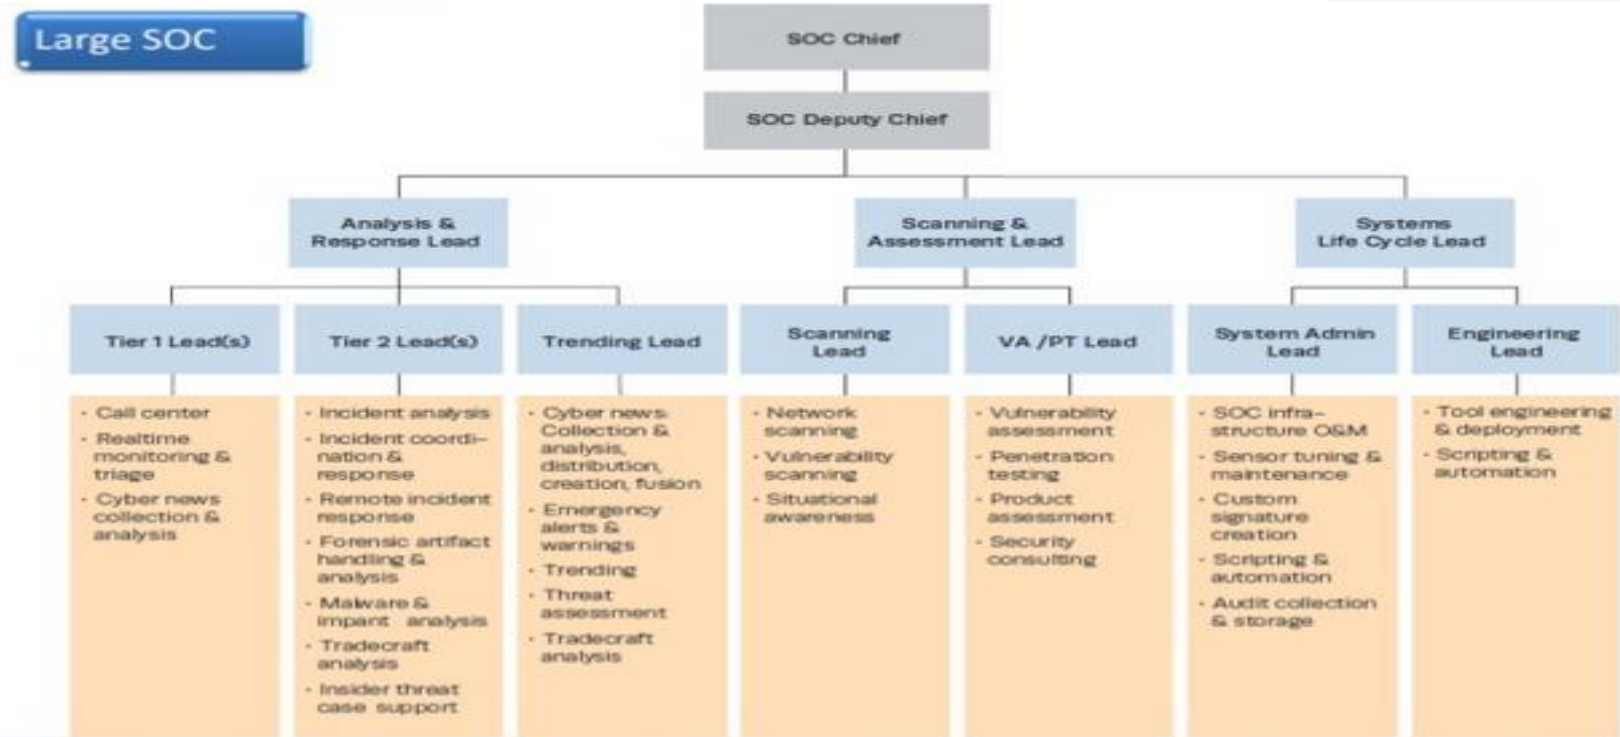 Large SOC
SOC Chief
SOC Deputy Chief
Analysis &
Response Lead
Scanning &
Assessment Lead
Systems
Life Cycle Lead
Tier 1 Lead(s)
Tier 2 Lead(s)
Trending Lead
Scanning
Lead
VA /PT Lead
System Admin
Lead
Engineering
Lead
• Call center
• Realtime
monitoring &
triage
• Cyber news
collection &
analysis
• Incident analysis
• Incident coordi–
nation &
response
• Remote incident
response
• Forensic artifact
handling &
analysis
• Malware &
impant analysis
• Tradecraft
analysis
• Insider threat
case support
• Cyber news:
Collection &
analysis,
distribution,
creation, fusion
• Emergency
alerts &
warnings
• Trending
• Threat
assessment
• Tradecraft
analysis
• Network
scanning
• Vulnerability
scanning
• Situational
awareness
• Vulnerability
assessment
• Penetration
testing
• Product
assessment
• Security
consulting
• SOC infra–
structure O&M
• Sensor tuning &
maintenance
• Custom
signature
creation
• Scripting &
automation
• Audit collection
& storage
• Tool engineering
& deployment
• Scripting &
automation